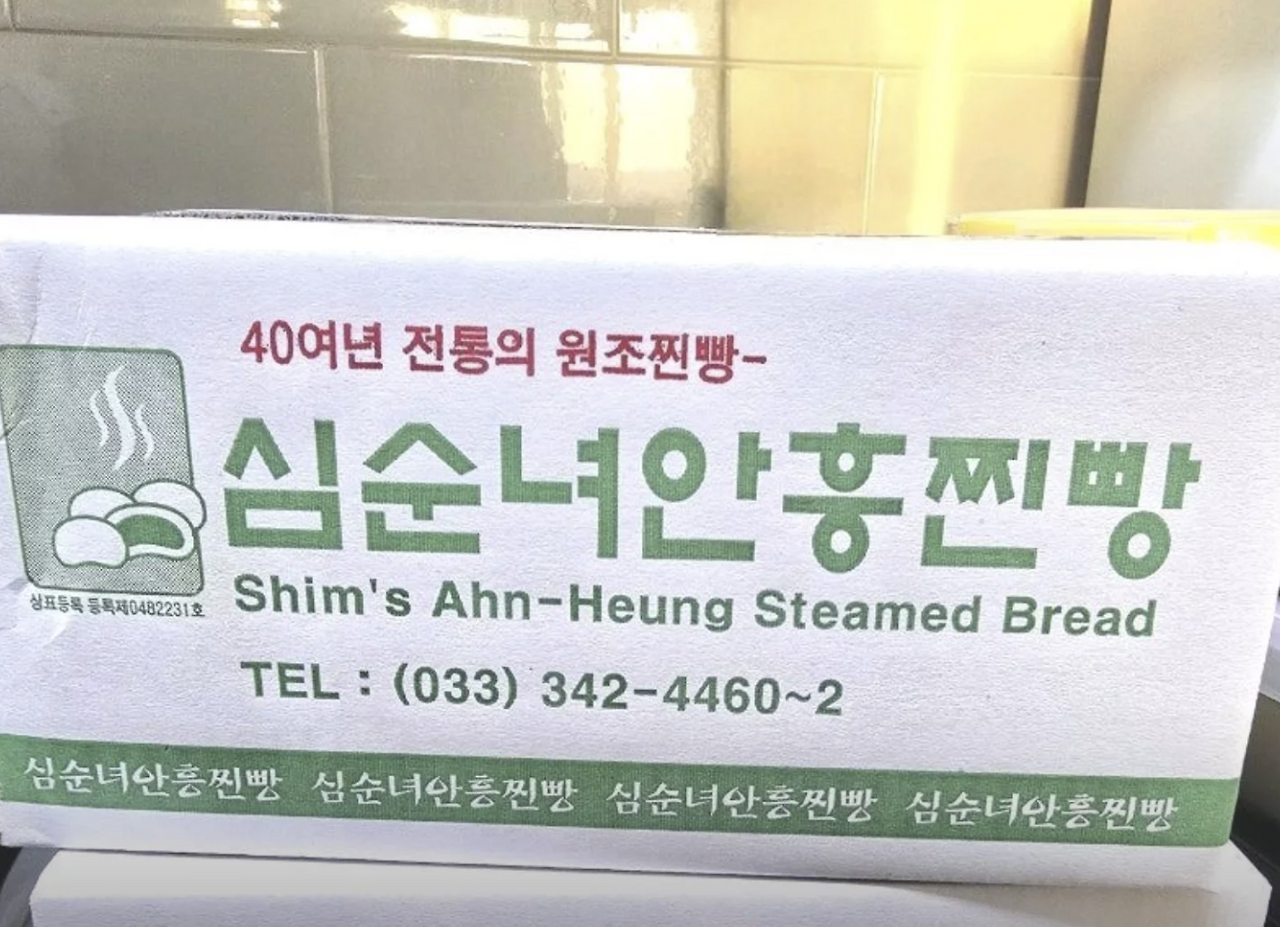 40여년 전통의 원조찐빵-
심순녀안흥찐빵
Shim's Ahn-Heung Steamed Bread
상표등록 등록제0482231호
TEL : (033) 342-4460~2
심순녀안흥찐빵 심순녀안흥찐빵 심순녀안흥찐빵 심순녀안흥찐빵